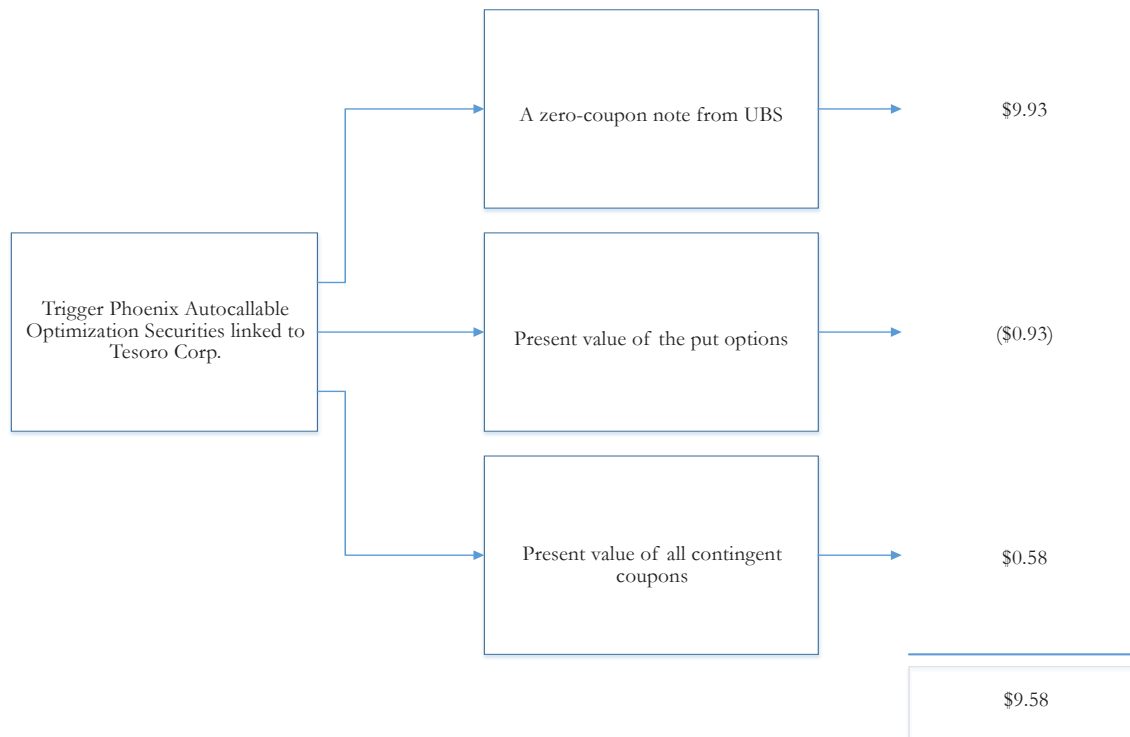 A zero-coupon note from UBS
$9.93
Trigger Phoenix Autocallable
Optimization Securities linked to
Tesoro Corp.
Present value of the put options
($0.93)
Present value of all contingent
coupons
$0.58
$9.58